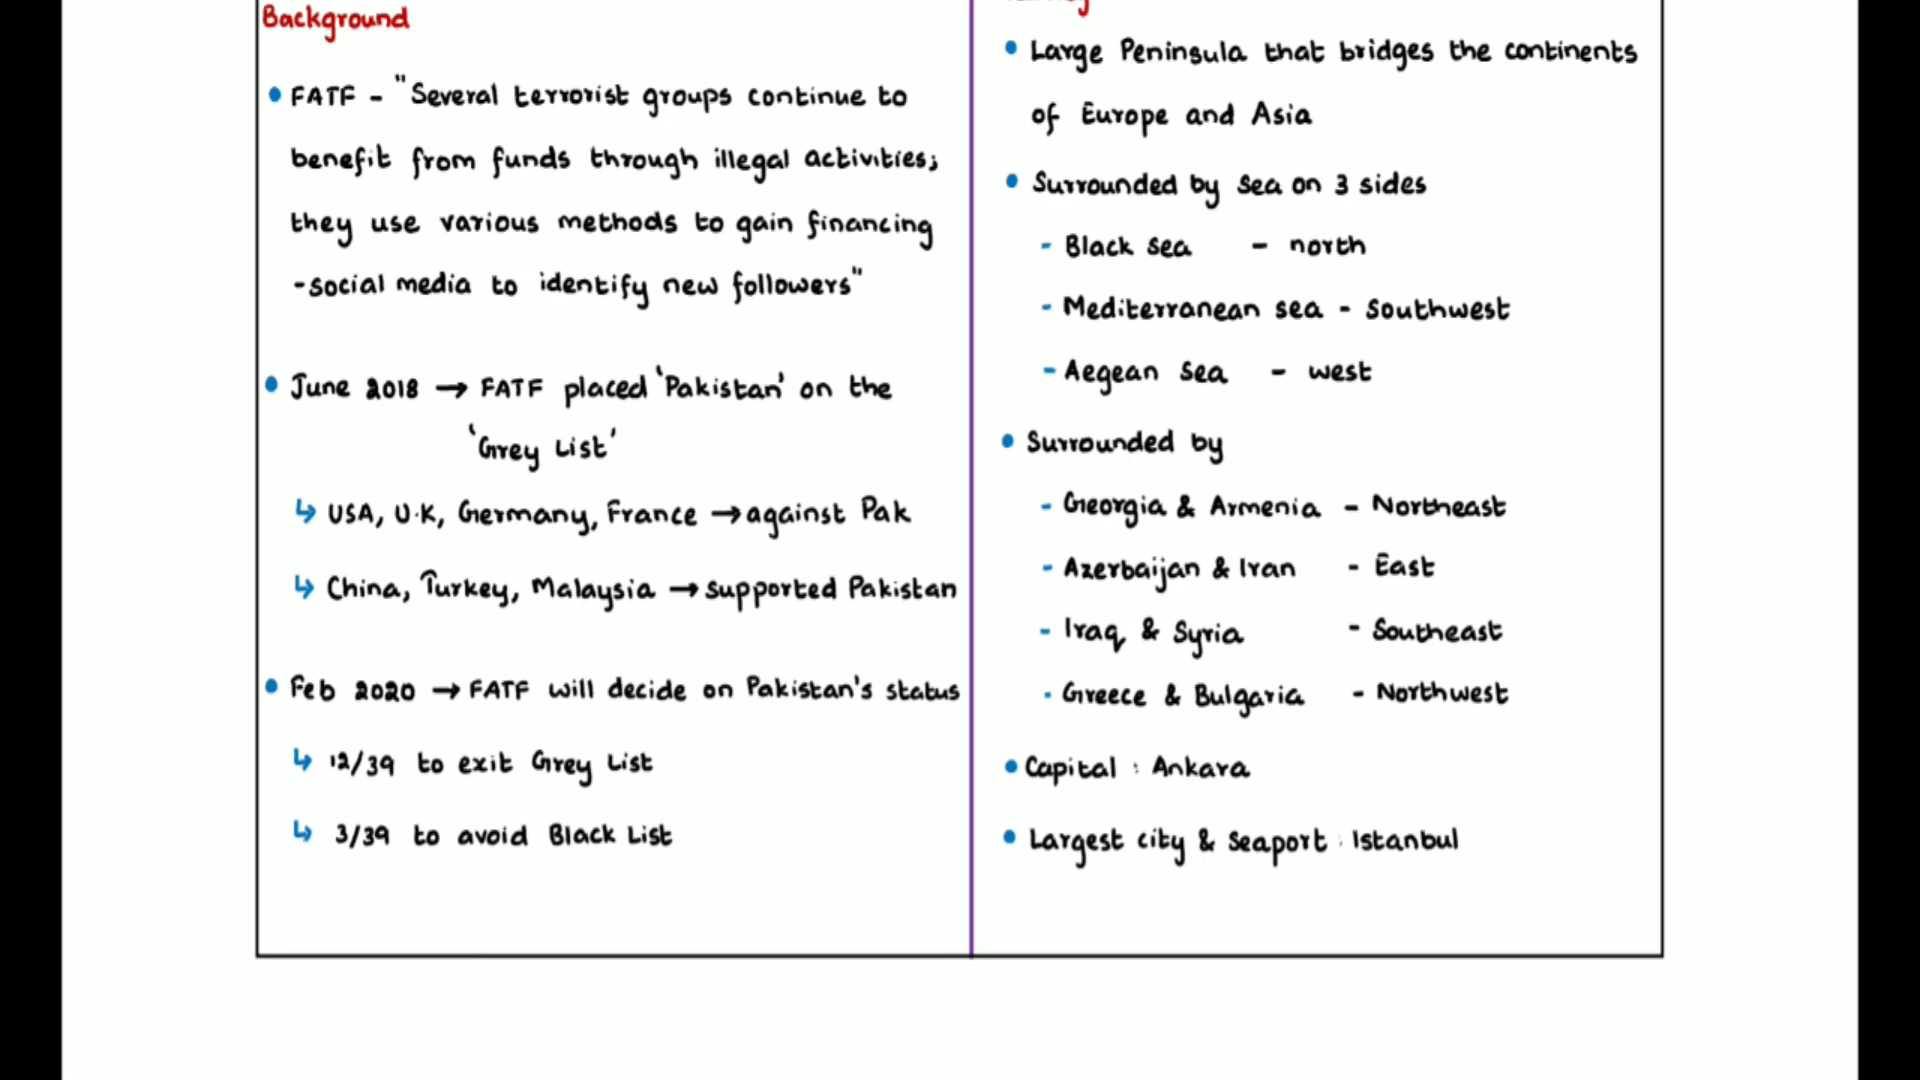 Background
• FATF - "Several terrorist groups continue to
benefit from funds through illegal activities;
they use various methods to gain financing
-social media to identify new followers"
• June 2018 → FATF placed 'Pakistan' on the
'Grey List'
↳ USA, U.K, Germany, France → against Pak
↳ China, Turkey, Malaysia → supported Pakistan
• Feb 2020 → FATF will decide on Pakistan's status
↳ 12/39 to exit Grey List
↳ 3/39 to avoid Black List
• Large Peninsula that bridges the continents
of Europe and Asia
• Surrounded by sea on 3 sides
- Black sea - north
- Mediterranean sea - Southwest
- Aegean sea - west
• Surrounded by
- Georgia & Armenia - Northeast
- Azerbaijan & Iran - East
- Iraq & Syria - Southeast
- Greece & Bulgaria - Northwest
• Capital : Ankara
• Largest city & seaport : Istanbul